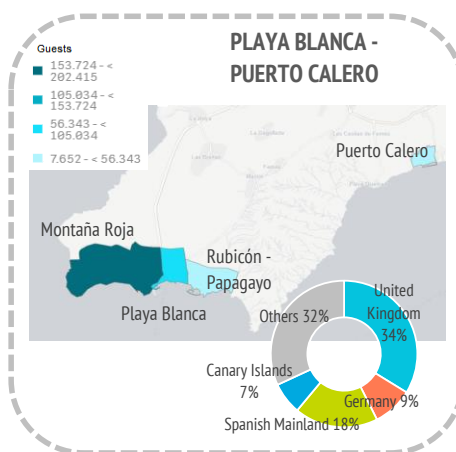 PLAYA BLANCA -
PUERTO CALERO
Guests
153.724 - <
202.415
105.034 - <
153.724
56.343 - <
105.034
7.652 - < 56.343
Puerto Calero
Montaña Roja
Rubicón -
Papagayo
Playa Blanca
United
Kingdom
34%
Others 32%
Canary Islands
7%
Germany 9%
Spanish Mainland 18%